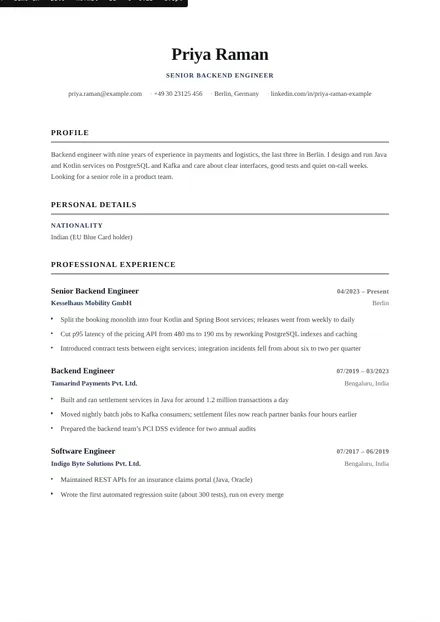 Priya Raman
SENIOR BACKEND ENGINEER
priya.raman@example.com · +49 30 23125 456 · Berlin, Germany · linkedin.com/in/priya-raman-example
PROFILE
Backend engineer with nine years of experience in payments and logistics, the last three in Berlin. I design and run Java
and Kotlin services on PostgreSQL and Kafka and care about clear interfaces, good tests and quiet on-call weeks.
Looking for a senior role in a product team.
PERSONAL DETAILS
NATIONALITY
Indian (EU Blue Card holder)
PROFESSIONAL EXPERIENCE
Senior Backend Engineer 04/2023 – Present
Kesselhaus Mobility GmbH Berlin
• Split the booking monolith into four Kotlin and Spring Boot services; releases went from weekly to daily
• Cut p95 latency of the pricing API from 480 ms to 190 ms by reworking PostgreSQL indexes and caching
• Introduced contract tests between eight services; integration incidents fell from about six to two per quarter
Backend Engineer 07/2019 – 03/2023
Tamarind Payments Pvt. Ltd. Bengaluru, India
• Built and ran settlement services in Java for around 1.2 million transactions a day
• Moved nightly batch jobs to Kafka consumers; settlement files now reach partner banks four hours earlier
• Prepared the backend team's PCI DSS evidence for two annual audits
Software Engineer 07/2017 – 06/2019
Indigo Byte Solutions Pvt. Ltd. Bengaluru, India
• Maintained REST APIs for an insurance claims portal (Java, Oracle)
• Wrote the first automated regression suite (about 300 tests), run on every merge